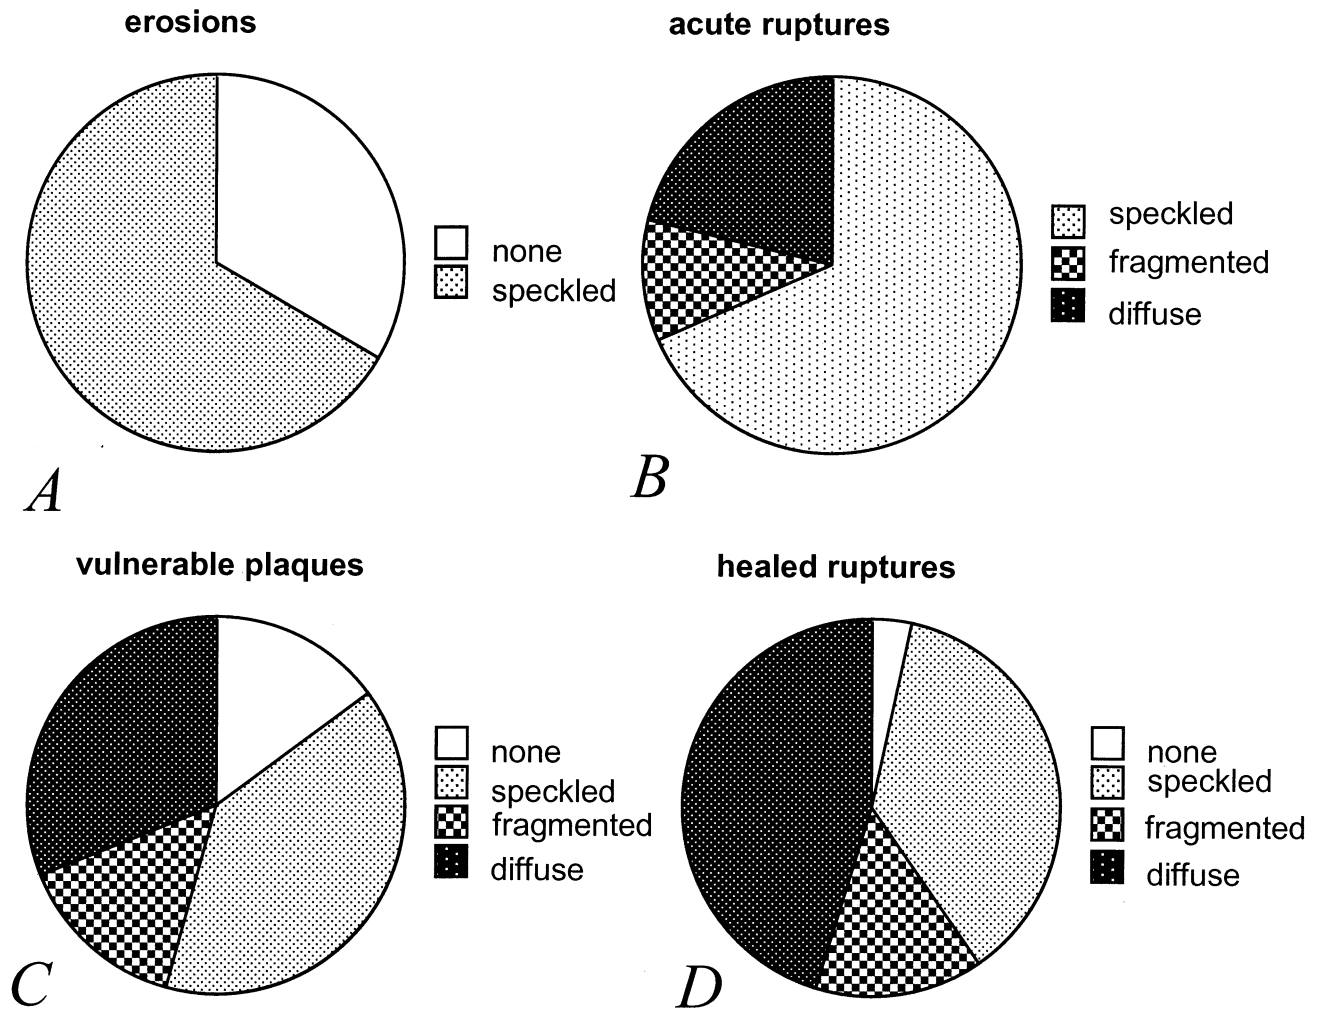 erosions
none
speckled
A
acute ruptures
speckled
fragmented
diffuse
B
vulnerable plaques
none
speckled
fragmented
diffuse
C
healed ruptures
none
speckled
fragmented
diffuse
D